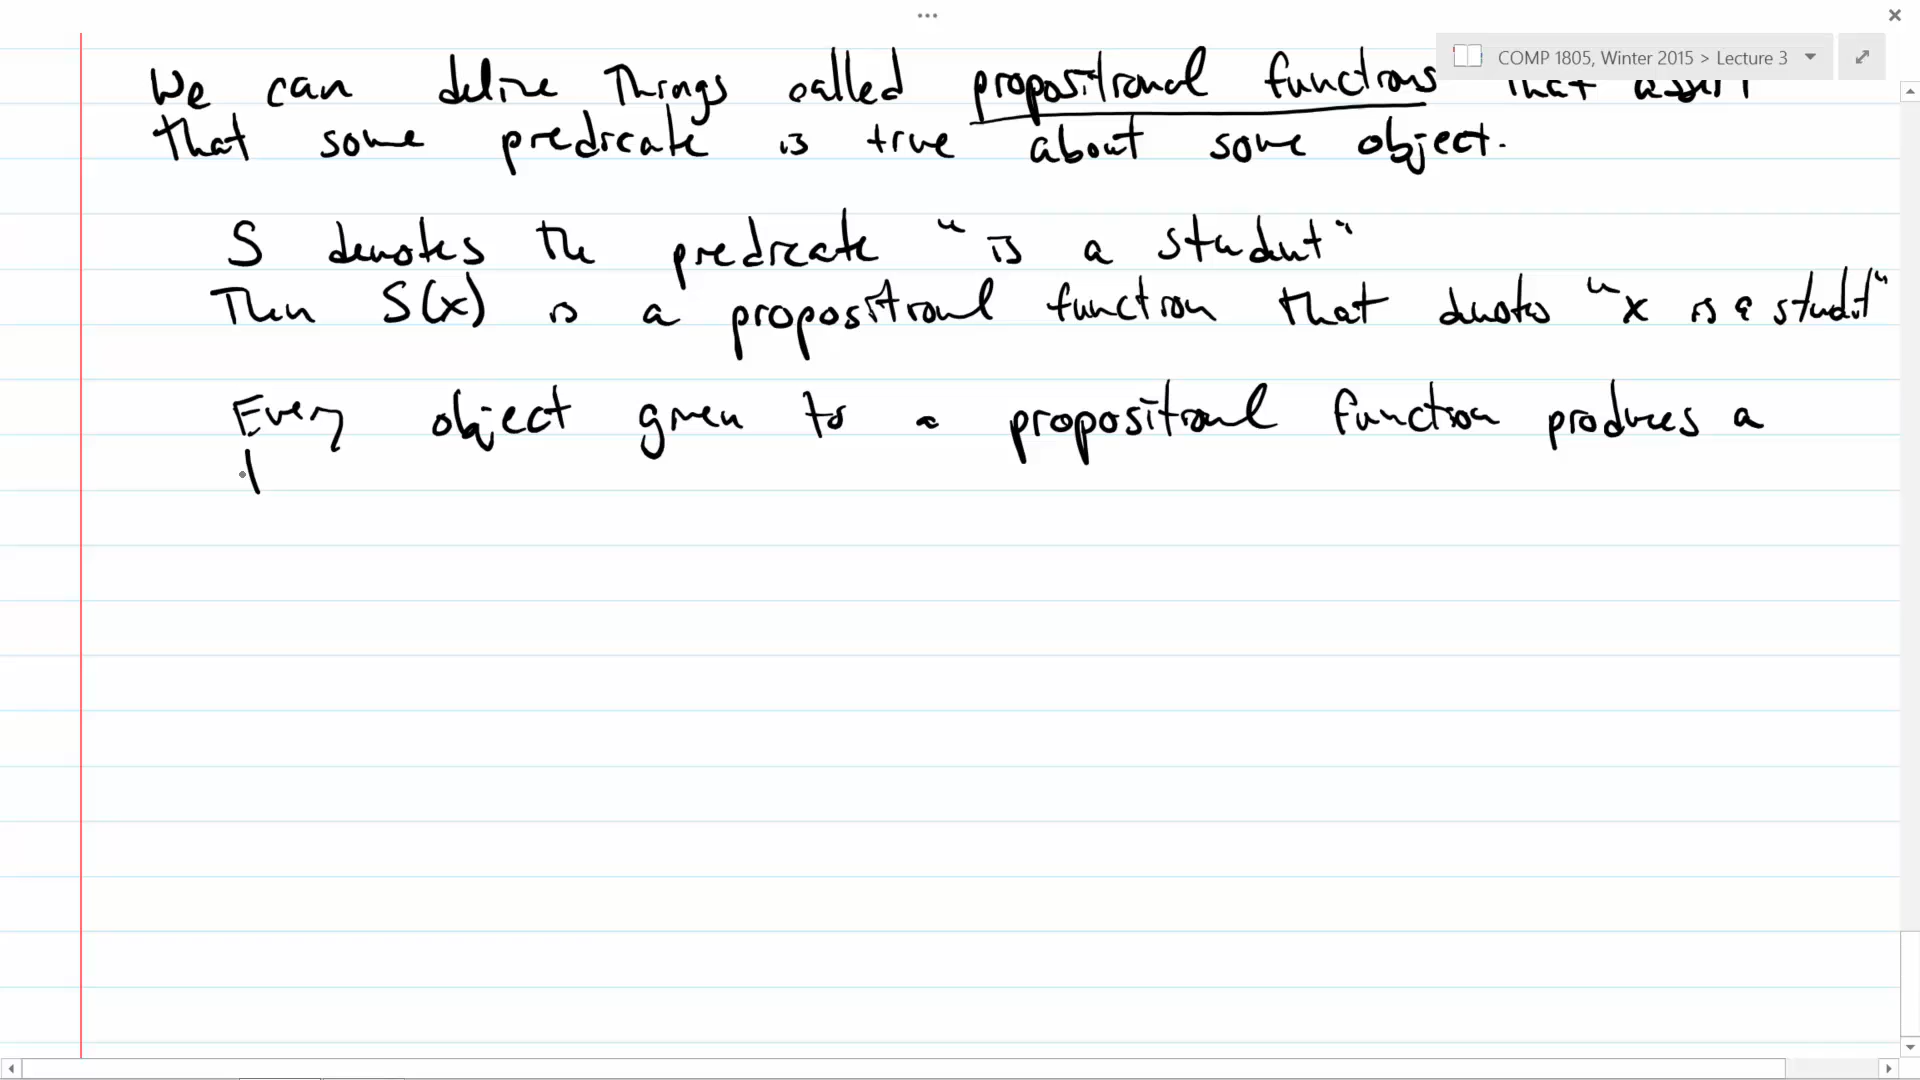 COMP 1805, Winter 2015 > Lecture 3
We can define things called propositional functions that assert
that some predicate is true about some object.
S denotes the predicate "is a student"
Then S(x) is a propositional function that denotes "x is a student"
Every object given to a propositional function produces a